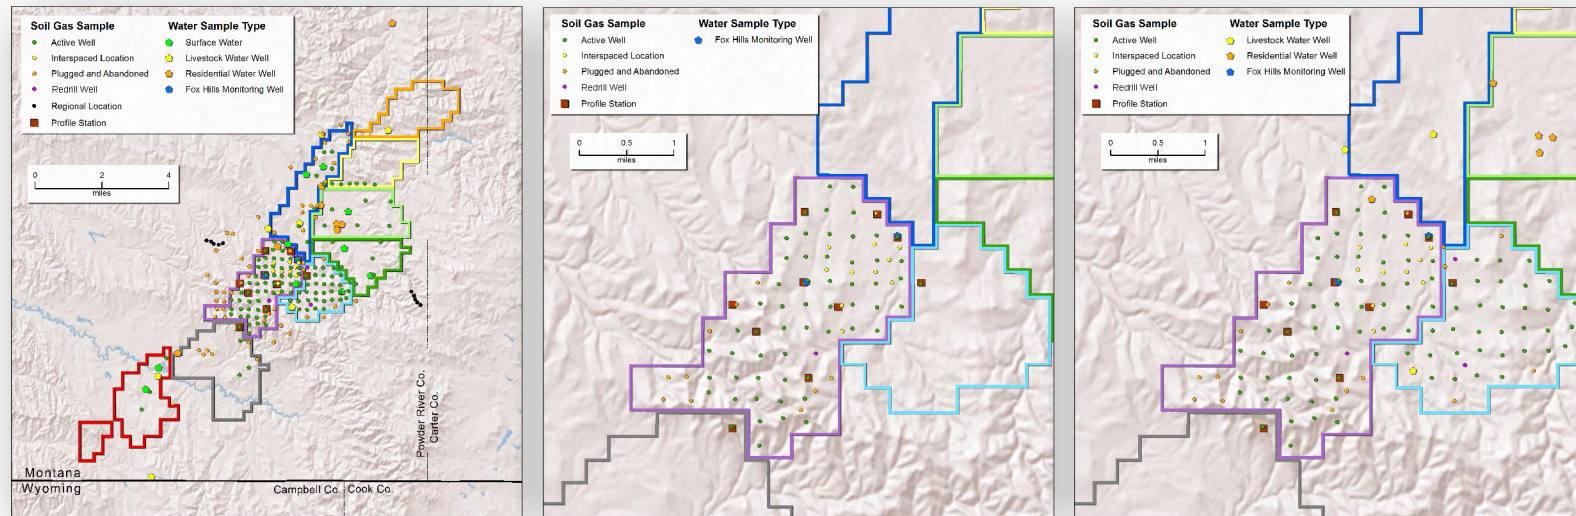 Soil Gas Sample
Water Sample Type
Active Well
Surface Water
Interspaced Location
Livestock Water Well
Plugged and Abandoned
Residential Water Well
Redrill Well
Fox Hills Monitoring Well
Regional Location
Profile Station
0 2 4
miles
Powder River Co.
Carter Co.
Montana
Wyoming
Campbell Co.
Cook Co.
Soil Gas Sample
Water Sample Type
Active Well
Fox Hills Monitoring Well
Interspaced Location
Plugged and Abandoned
Redrill Well
Profile Station
0 0.5 1
miles
Soil Gas Sample
Water Sample Type
Active Well
Livestock Water Well
Interspaced Location
Residential Water Well
Plugged and Abandoned
Fox Hills Monitoring Well
Redrill Well
Profile Station
0 0.5 1
miles